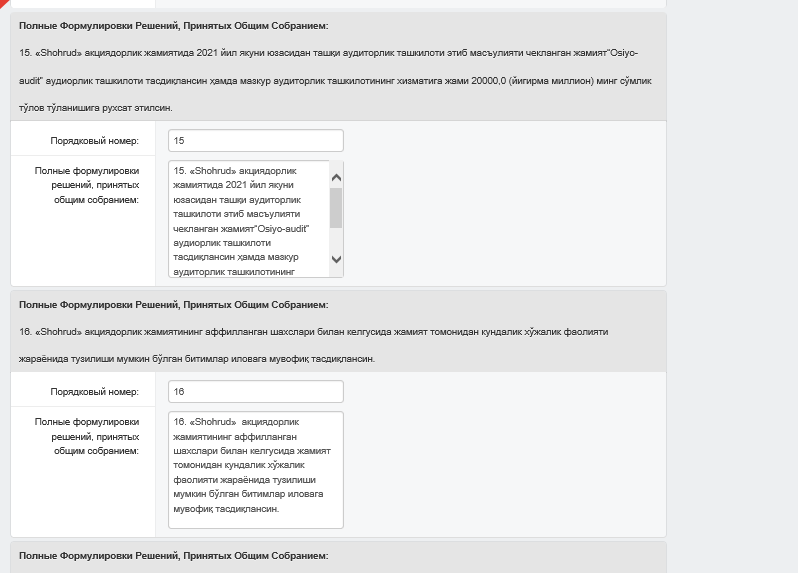 Полные Формулировки Решений, Принятых Общим Собранием:
15. «Shohrud» акциядорлик жамиятида 2021 йил якуни юзасидан ташқи аудиторлик ташкилоти этиб масъулияти чекланган жамият“Osiyo-
audit” аудиорлик ташкилоти тасдиқлансин ҳамда мазкур аудиторлик ташкилотининг хизматига жами 20000,0 (йигирма миллион) минг сўмлик
тўлов тўланишига рухсат этилсин.
Порядковый номер:
15
Полные формулировки
решений, принятых
общим собранием:
15. «Shohrud» акциядорлик
жамиятида 2021 йил якуни
юзасидан ташқи аудиторлик
ташкилоти этиб масъулияти
чекланган жамият“Osiyo-audit”
аудиорлик ташкилоти
тасдиқлансин ҳамда мазкур
аудиторлик ташкилотининг
Полные Формулировки Решений, Принятых Общим Собранием:
16. «Shohrud» акциядорлик жамиятининг аффилланган шахслари билан келгусида жамият томонидан кундалик хўжалик фаолияти
жараёнида тузилиши мумкин бўлган битимлар иловага мувофиқ тасдиқлансин.
Порядковый номер:
16
Полные формулировки
решений, принятых
общим собранием:
16. «Shohrud»  акциядорлик
жамиятининг аффилланган
шахслари билан келгусида жамият
томонидан кундалик хўжалик
фаолияти жараёнида тузилиши
мумкин бўлган битимлар иловага
мувофиқ тасдиқлансин.
Полные Формулировки Решений, Принятых Общим Собранием: